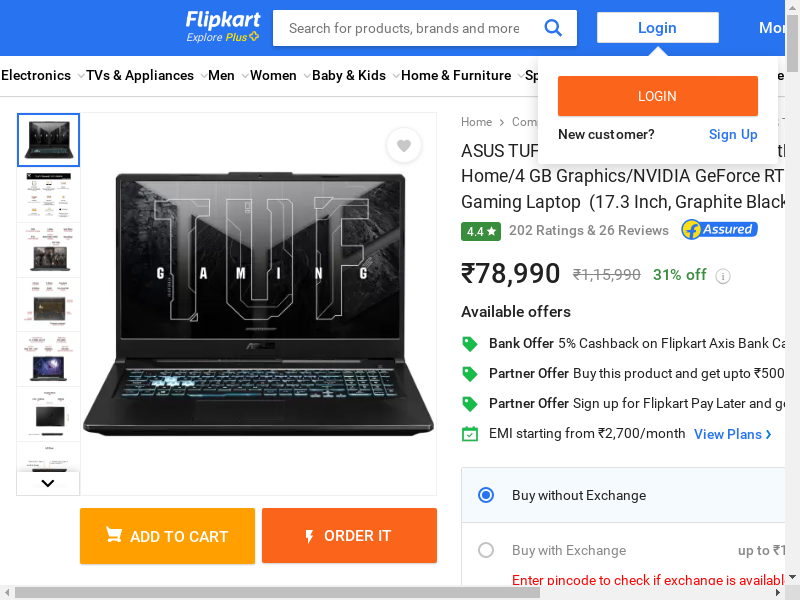 Flipkart
Explore Plus
Search for products, brands and more
Login
Mor
Electronics
TVs & Appliances
Men
Women
Baby & Kids
Home & Furniture
Sp
e
LOGIN
New customer?
Sign Up
Home
Com
ASUS TUF
th
Home/4 GB Graphics/NVIDIA GeForce RT
Gaming Laptop (17.3 Inch, Graphite Black
4.4
202 Ratings & 26 Reviews
Assured
₹78,990
₹1,15,990
31% off
Available offers
Bank Offer 5% Cashback on Flipkart Axis Bank Ca
Partner Offer Buy this product and get upto ₹500
Partner Offer Sign up for Flipkart Pay Later and ge
EMI starting from ₹2,700/month
View Plans
Buy without Exchange
Buy with Exchange
up to ₹1
Enter pincode to check if exchange is availabl
TUF
GAMING
ADD TO CART
ORDER IT